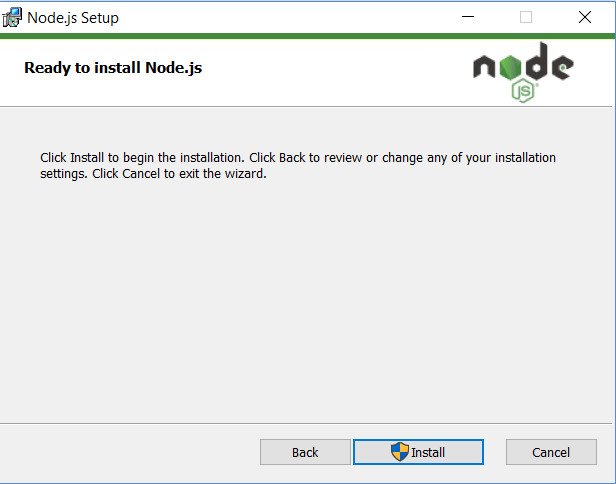 Node.js Setup
Ready to install Node.js
node
JS
Click Install to begin the installation. Click Back to review or change any of your installation
settings. Click Cancel to exit the wizard.
Back
Install
Cancel